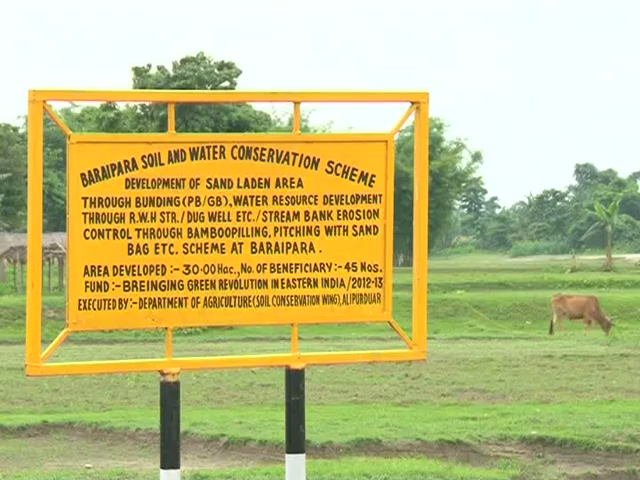 BARAIPARA SOIL AND WATER CONSERVATION SCHEME
DEVELOPMENT OF SAND LADEN AREA
THROUGH BUNDING (PB/GB), WATER RESOURCE DEVELOPMENT
THROUGH R.W.H STR./DUG WELL ETC./STREAM BANK EROSION
CONTROL THROUGH BAMBOOPILLING, PITCHING WITH SAND
BAG ETC. SCHEME AT BARAIPARA.
AREA DEVELOPED :- 30.00 HAC., NO. OF BENEFICIARY :- 45 NOS.
FUND :- BREINGING GREEN REVOLUTION IN EASTERN INDIA/2012-13
EXECUTED BY:- DEPARTMENT OF AGRICULTURE (SOIL CONSERVATION WING), ALIPURDUAR